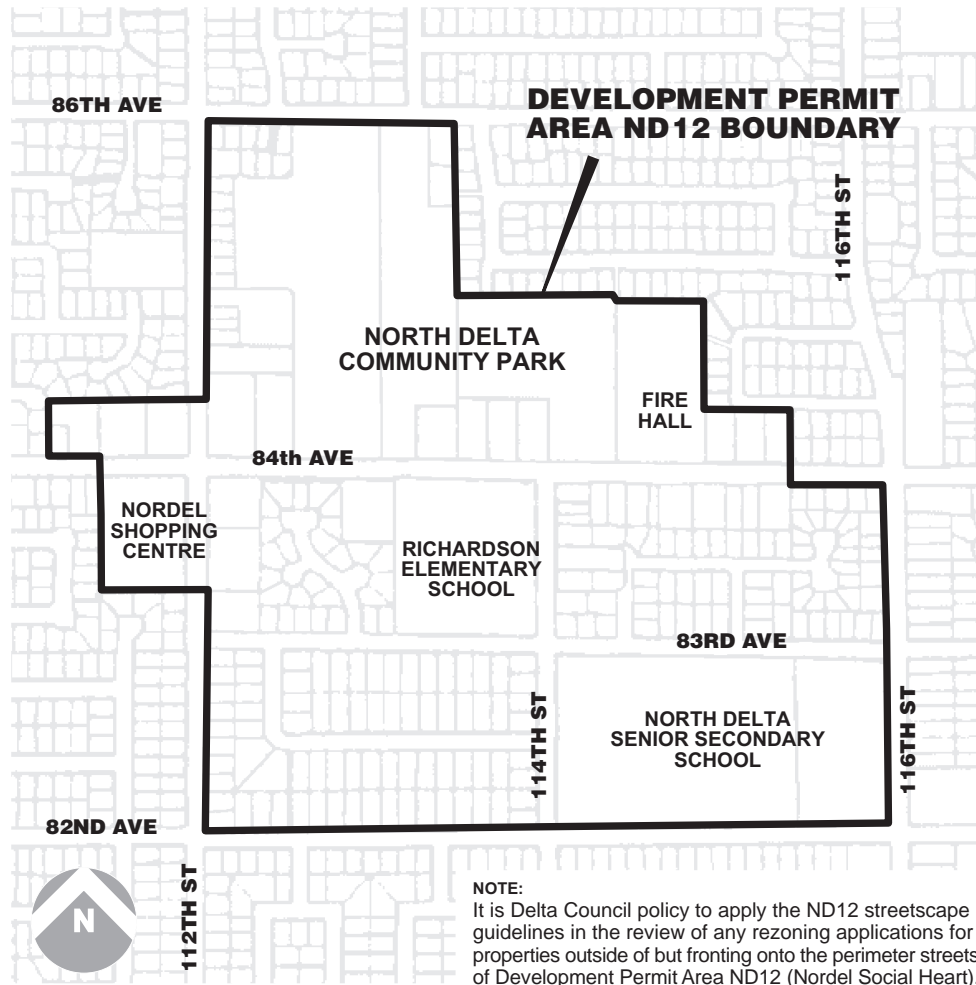 86TH AVE
DEVELOPMENT PERMIT
AREA ND12 BOUNDARY
116TH ST
NORTH DELTA
COMMUNITY PARK
FIRE
HALL
84th AVE
NORDEL
SHOPPING
CENTRE
RICHARDSON
ELEMENTARY
SCHOOL
83RD AVE
114TH ST
NORTH DELTA
SENIOR SECONDARY
SCHOOL
116TH ST
82ND AVE
N
112TH ST
NOTE:
It is Delta Council policy to apply the ND12 streetscape
guidelines in the review of any rezoning applications for
properties outside of but fronting onto the perimeter streets
of Development Permit Area ND12 (Nordel Social Heart)